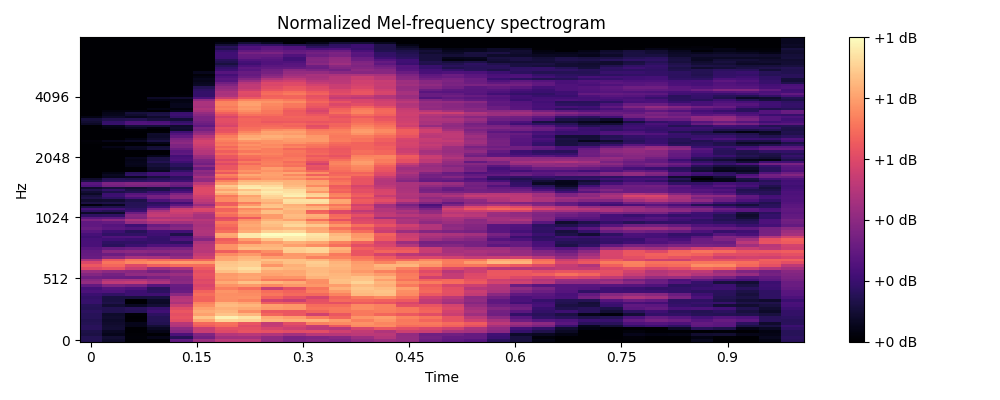 Normalized Mel-frequency spectrogram
Hz
4096
2048
1024
512
0
0 0.15 0.3 0.45 0.6 0.75 0.9
Time
+1 dB
+1 dB
+1 dB
+0 dB
+0 dB
+0 dB